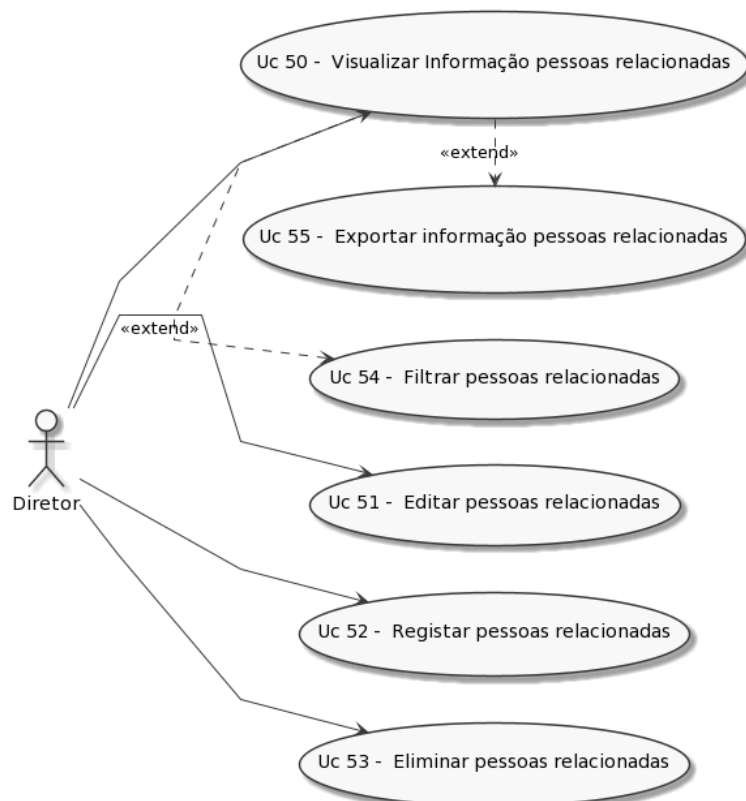 Uc 50 -  Visualizar Informação pessoas relacionadas
«extend»
Uc 55 -  Exportar informação pessoas relacionadas
«extend»
Uc 54 -  Filtrar pessoas relacionadas
Diretor
Uc 51 -  Editar pessoas relacionadas
Uc 52 -  Registar pessoas relacionadas
Uc 53 -  Eliminar pessoas relacionadas